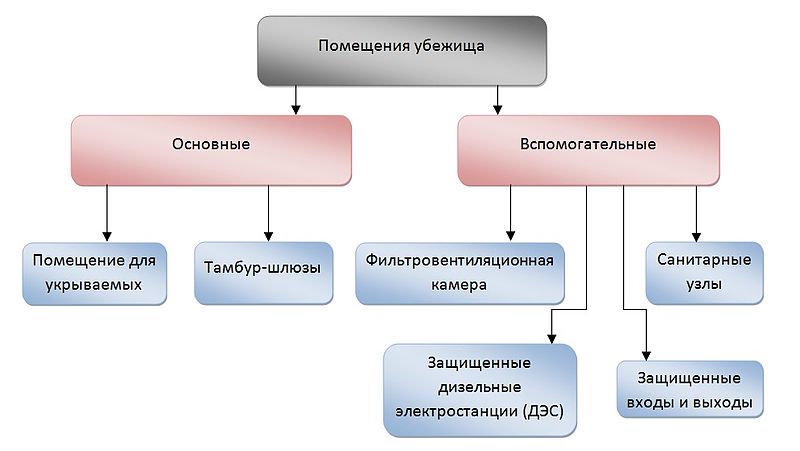 Помещения убежища
Основные
Вспомогательные
Помещение для
укрываемых
Тамбур-шлюзы
Фильтровентиляционная
камера
Санитарные
узлы
Защищенные
дизельные
электростанции (ДЭС)
Защищенные
входы и выходы